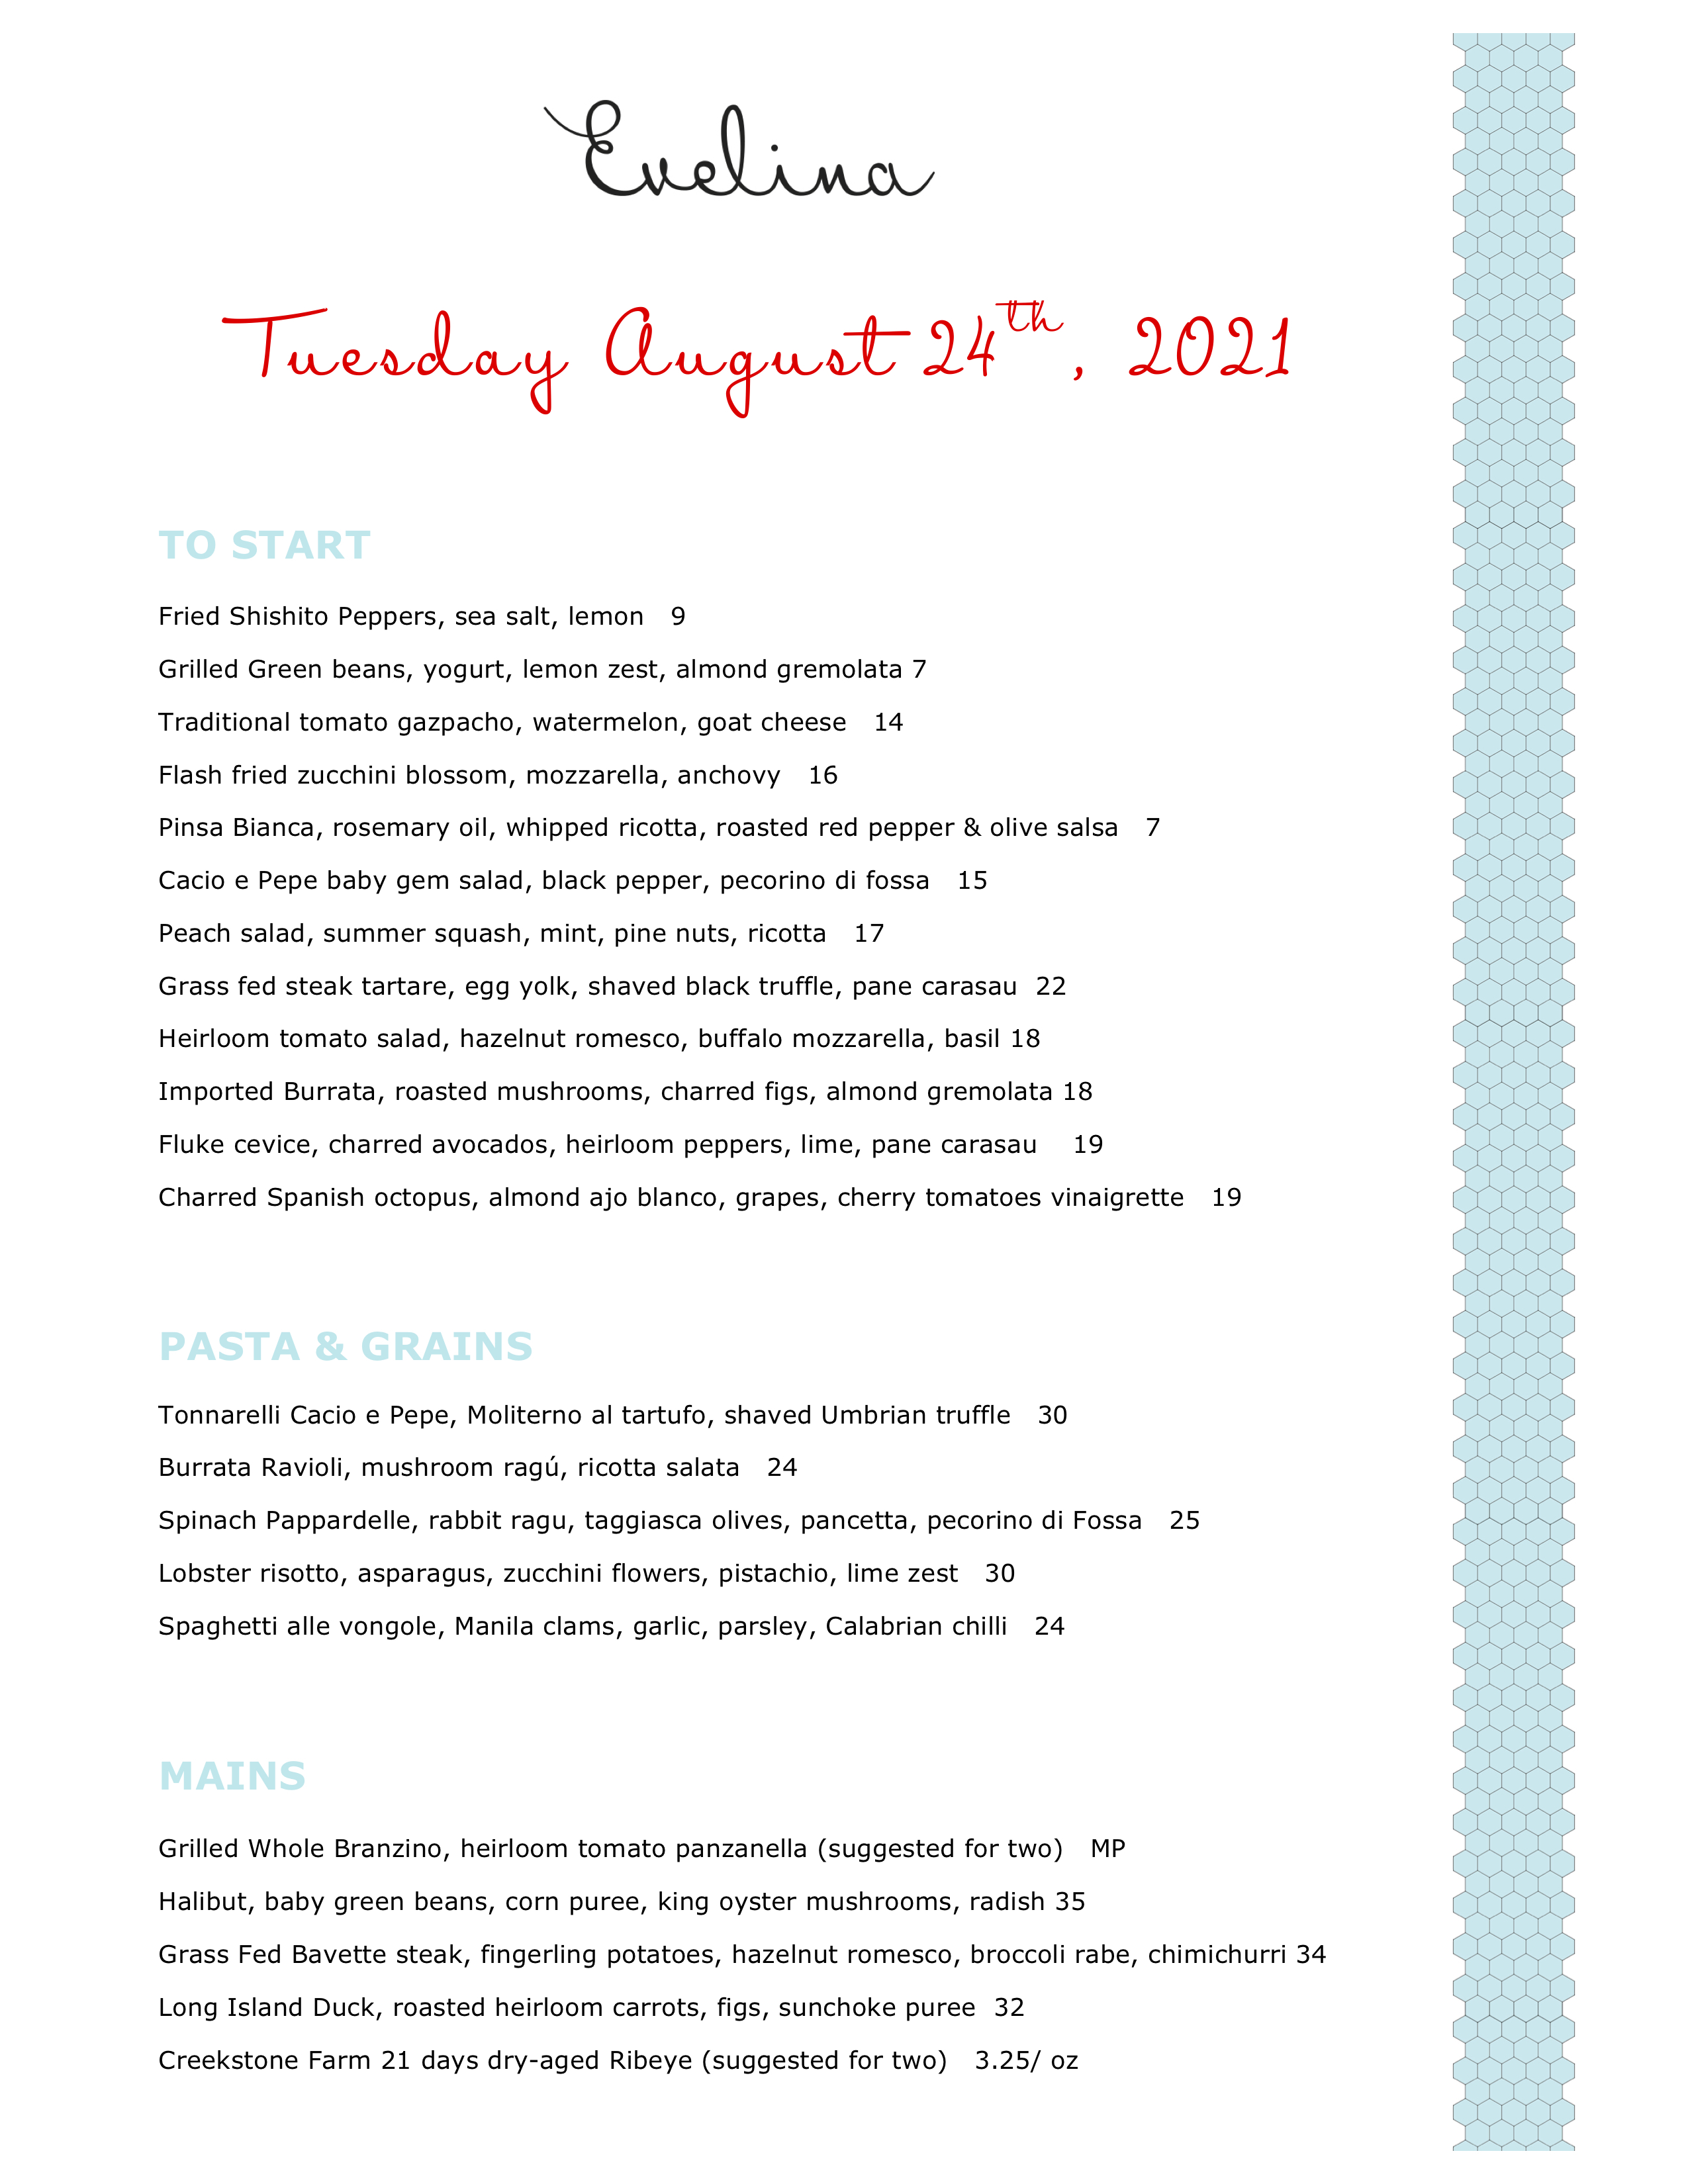 Evelina
Tuesday August 24th , 2021
TO START
Fried Shishito Peppers, sea salt, lemon 9
Grilled Green beans, yogurt, lemon zest, almond gremolata 7
Traditional tomato gazpacho, watermelon, goat cheese 14
Flash fried zucchini blossom, mozzarella, anchovy 16
Pinsa Bianca, rosemary oil, whipped ricotta, roasted red pepper & olive salsa 7
Cacio e Pepe baby gem salad, black pepper, pecorino di fossa 15
Peach salad, summer squash, mint, pine nuts, ricotta 17
Grass fed steak tartare, egg yolk, shaved black truffle, pane carasau 22
Heirloom tomato salad, hazelnut romesco, buffalo mozzarella, basil 18
Imported Burrata, roasted mushrooms, charred figs, almond gremolata 18
Fluke cevice, charred avocados, heirloom peppers, lime, pane carasau 19
Charred Spanish octopus, almond ajo blanco, grapes, cherry tomatoes vinaigrette 19
PASTA & GRAINS
Tonnarelli Cacio e Pepe, Moliterno al tartufo, shaved Umbrian truffle 30
Burrata Ravioli, mushroom ragú, ricotta salata 24
Spinach Pappardelle, rabbit ragu, taggiasca olives, pancetta, pecorino di Fossa 25
Lobster risotto, asparagus, zucchini flowers, pistachio, lime zest 30
Spaghetti alle vongole, Manila clams, garlic, parsley, Calabrian chilli 24
MAINS
Grilled Whole Branzino, heirloom tomato panzanella (suggested for two) MP
Halibut, baby green beans, corn puree, king oyster mushrooms, radish 35
Grass Fed Bavette steak, fingerling potatoes, hazelnut romesco, broccoli rabe, chimichurri 34
Long Island Duck, roasted heirloom carrots, figs, sunchoke puree 32
Creekstone Farm 21 days dry-aged Ribeye (suggested for two) 3.25/ oz